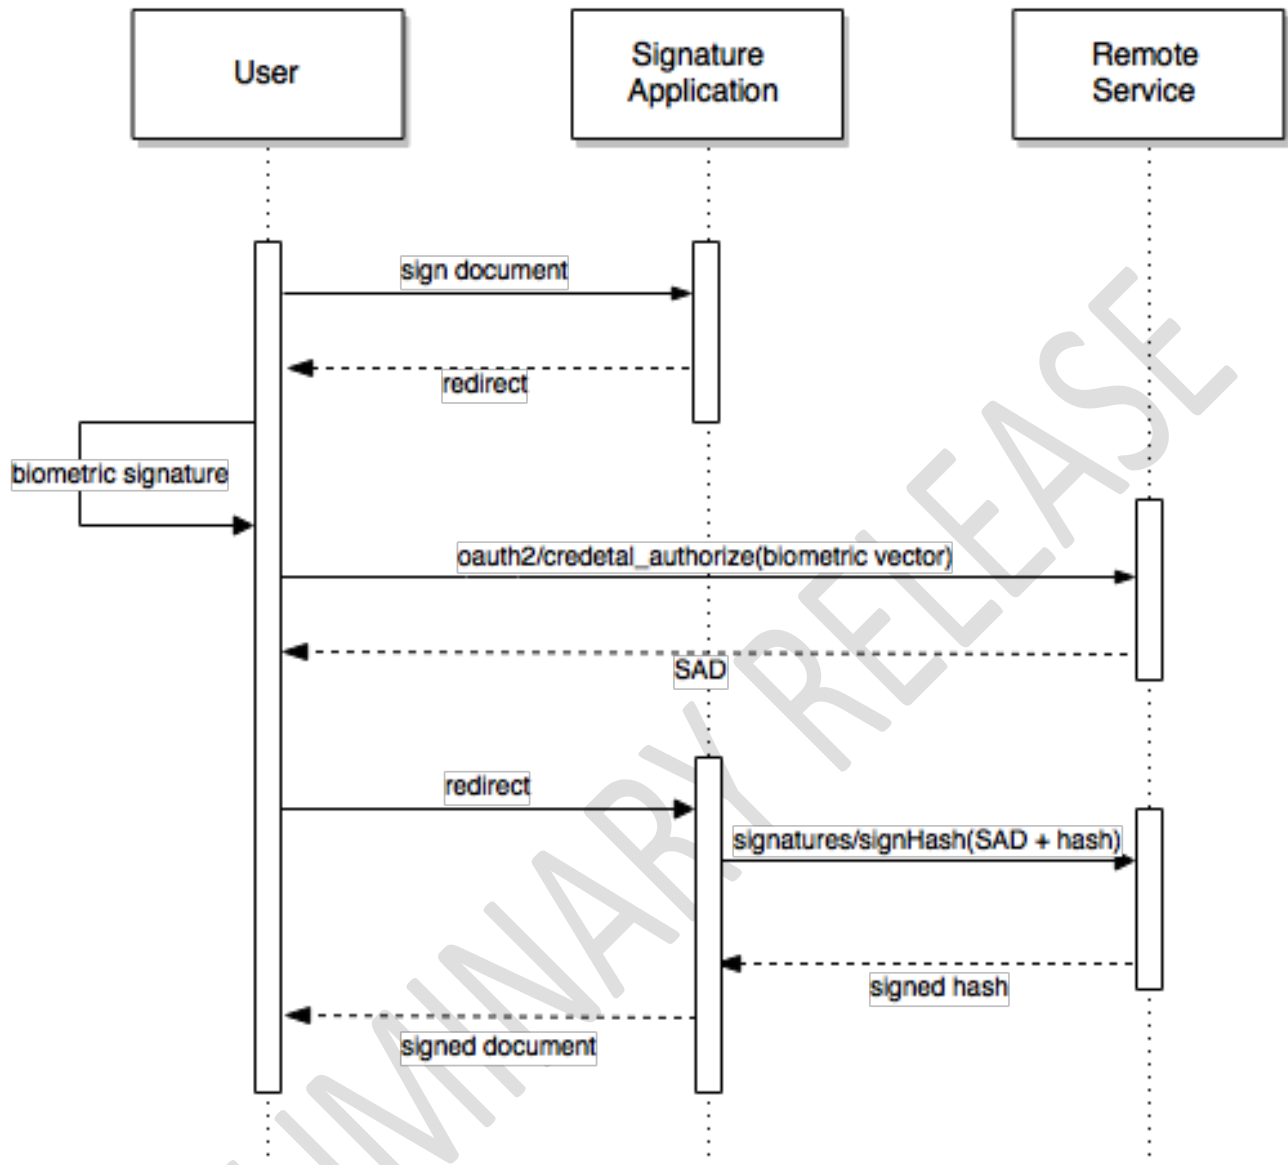 User
Signature
Application
Remote
Service
sign document
redirect
biometric signature
oauth2/credetal_authorize(biometric vector)
SAD
redirect
signatures/signHash(SAD + hash)
signed hash
signed document
MINARY RELEASE